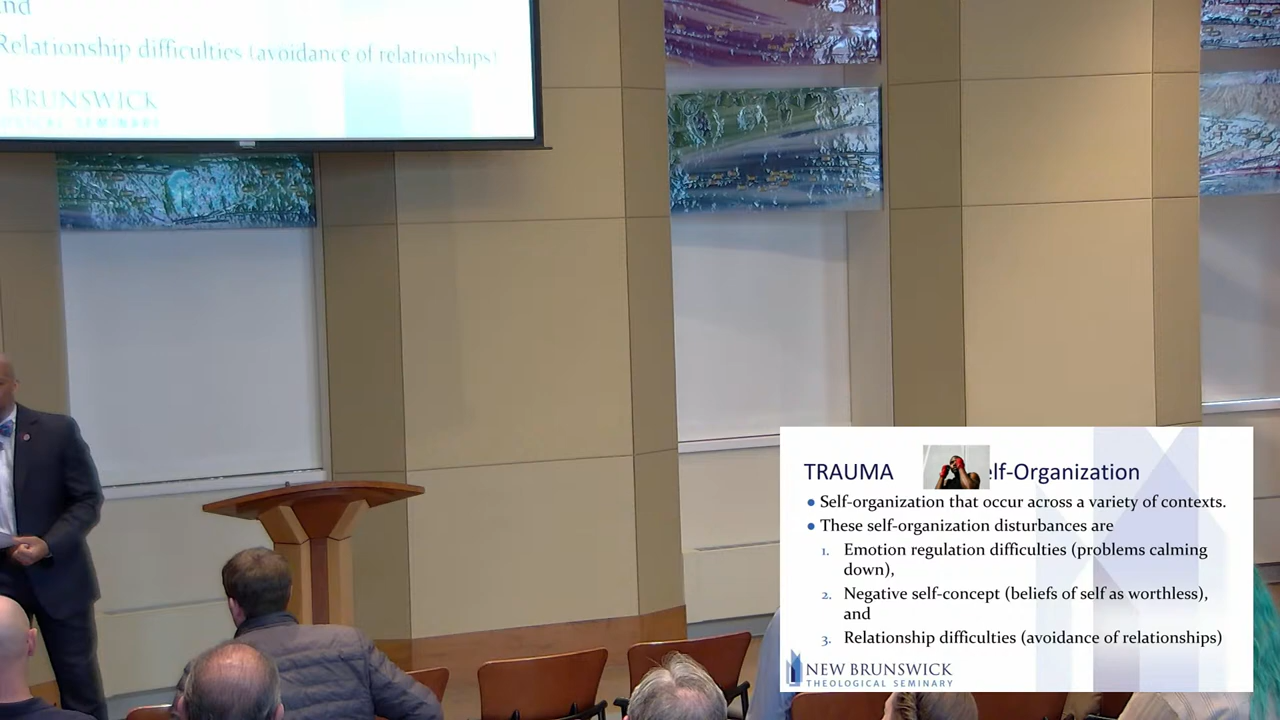 nd
Relationship difficulties (avoidance of relationships)
BRUNSWICK
SEMINARY
TRAUMA elf-Organization
• Self-organization that occur across a variety of contexts.
• These self-organization disturbances are
1. Emotion regulation difficulties (problems calming
down),
2. Negative self-concept (beliefs of self as worthless),
and
3. Relationship difficulties (avoidance of relationships)
NEW BRUNSWICK
THEOLOGICAL SEMINARY